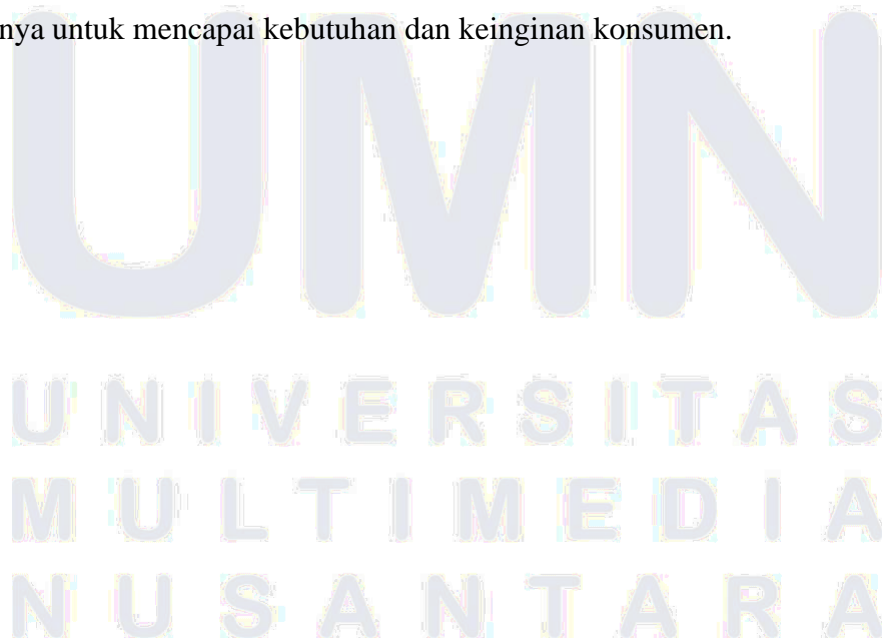 nya untuk mencapai kebutuhan dan keinginan konsumen.
UMN
UNIVERSITAS
MULTIMEDIA
NUSANTARA